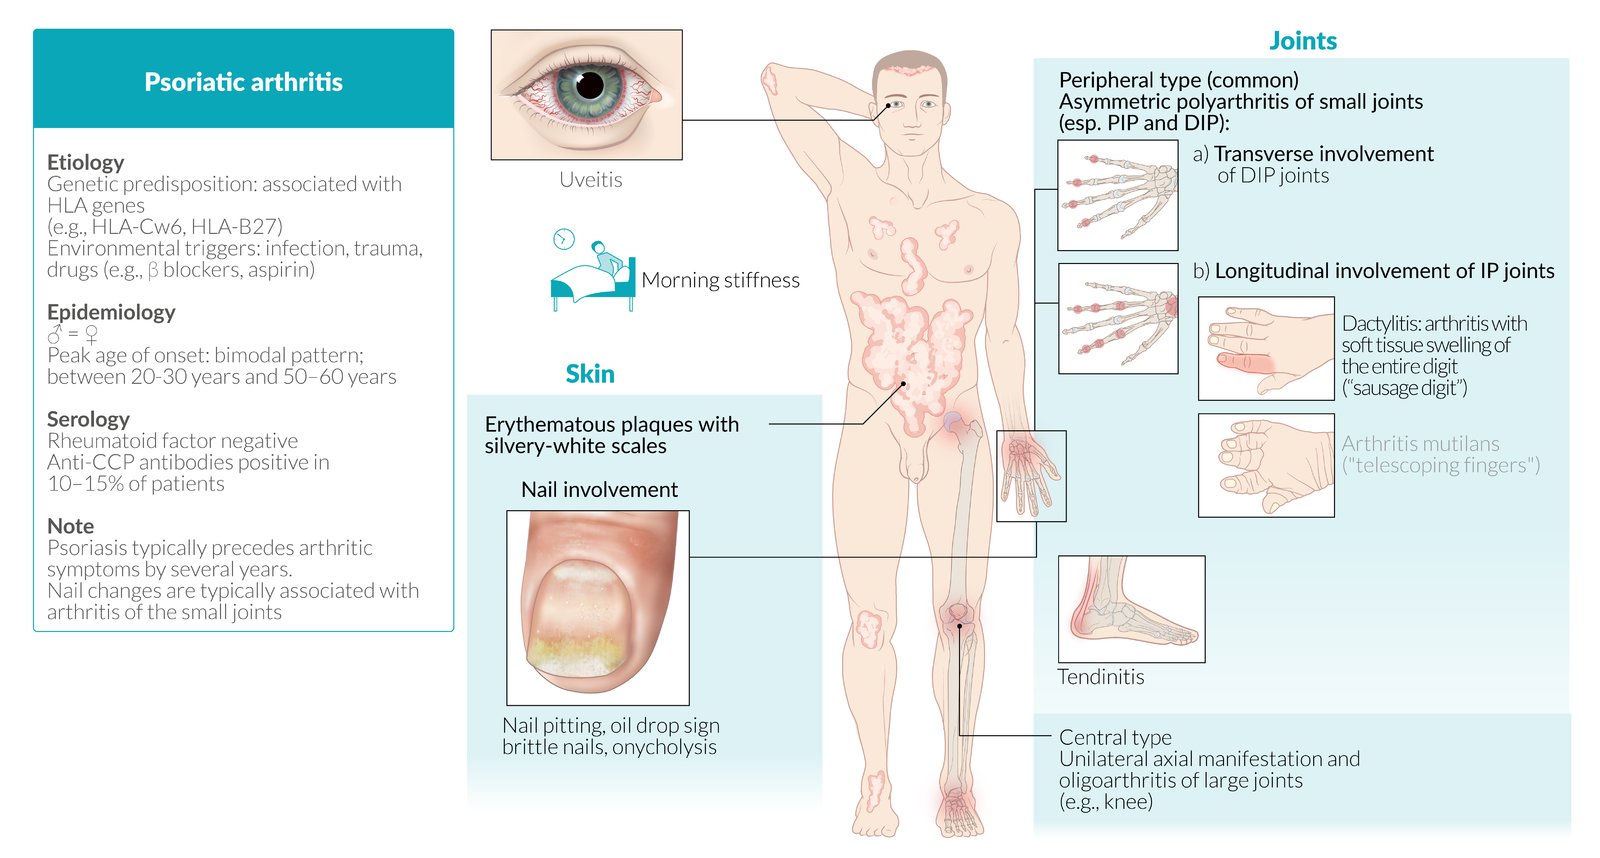 Psoriatic arthritis
Etiology
Genetic predisposition: associated with
HLA genes
(e.g., HLA-Cw6, HLA-B27)
Environmental triggers: infection, trauma,
drugs (e.g., β blockers, aspirin)
Epidemiology
♂ = ♀
Peak age of onset: bimodal pattern;
between 20-30 years and 50–60 years
Serology
Rheumatoid factor negative
Anti-CCP antibodies positive in
10–15% of patients
Note
Psoriasis typically precedes arthritic
symptoms by several years.
Nail changes are typically associated with
arthritis of the small joints
Uveitis
Morning stiffness
Skin
Erythematous plaques with
silvery-white scales
Nail involvement
Nail pitting, oil drop sign
brittle nails, onycholysis
Joints
Peripheral type (common)
Asymmetric polyarthritis of small joints
(esp. PIP and DIP):
a) Transverse involvement
of DIP joints
b) Longitudinal involvement of IP joints
Dactylitis: arthritis with
soft tissue swelling of
the entire digit
(“sausage digit”)
Arthritis mutilans
("telescoping fingers")
Tendinitis
Central type
Unilateral axial manifestation and
oligoarthritis of large joints
(e.g., knee)